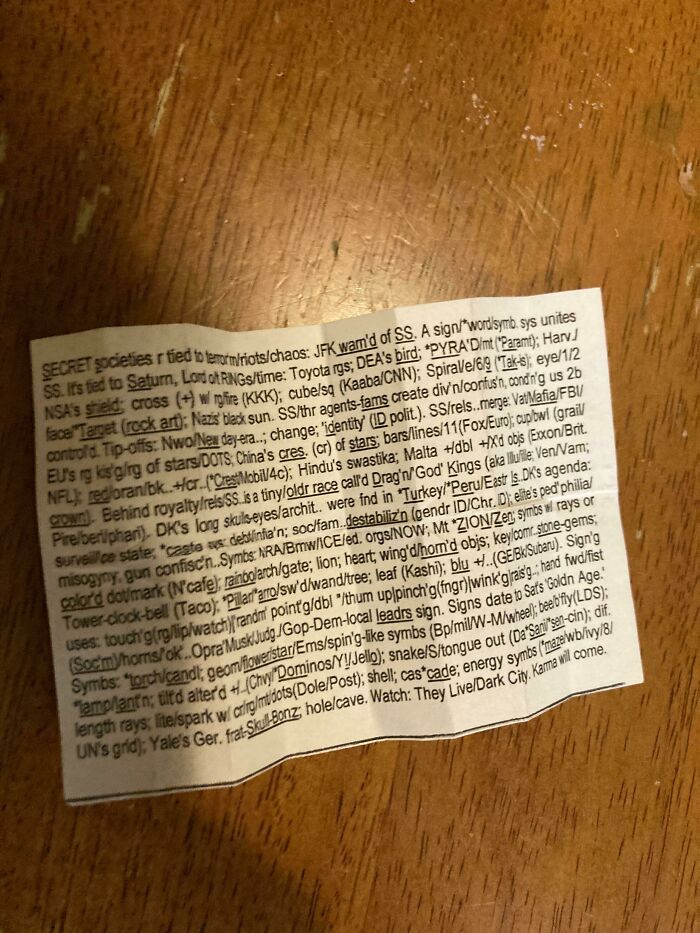 SECRET societies r tied to terrorm/riots/chaos: JFK warn'd of SS. A sign/*word/symb. sys unites
SS. It's tied to Saturn, Lord o/t RINGs/time: Toyota rgs; DEA's bird; *PYRA'D/mt (*Paramt); Harv./
NSA's shield; cross (+) w/ rg/fire (KKK); cube/sq (Kaaba/CNN); Spiral/e/6/9 (*Tak-is); eye/1/2
face/*Target (rock art); Nazis' black sun. SS/thr agents-fams create div'n/confus'n, cond'n'g us 2b
control'd. Tip-offs: Nwo/New day-era..; change; 'identity' (ID polit.). SS/rels..merge: Vat/Mafia/FBI/
EU's rg kis'g/rg of stars/DOTS; China's cres. (cr) of stars; bars/lines/11(Fox/Euro); cup/bwl (grail/
NFL); red/oran/bk..+/cr..(*Crest/Mobil/4c); Hindu's swastika; Malta +/dbl +/X'd objs (Exxon/Brit.
crown). Behind royalty/rels/SS..is a tiny/oldr race call'd Drag'n/'God' Kings (aka Illu/lile; Ven/Vam;
Pire/beri/phari). DK's long skulls-eyes/archit.. were fnd in *Turkey/*Peru/Eastr Is..DK's agenda:
surveill'ce state; *caste sys; debt/infla'n; soc/fam..destabiliz'n (gendr ID/Chr. ID); elite's ped'philia/
misogyny, gun confisc'n..Symbs: NRA/Bmw/ICE/ed. orgs/NOW; Mt *ZION/Zen; symbs w/ rays or
color'd dot/mark (N'cafe); rainbo/arch/gate; lion; heart; wing'd/horn'd objs; key/cornr..stone-gems;
Tower-clock-bell (Taco); *Pillar/*arro/sw'd/wand/tree; leaf (Kashi); blu +/..(GE/Bk/Subaru). Sign'g
uses: touch'g(rg/lip/watch)/'randm' point'g/dbl "/thum up/pinch'g(fngr)/wink'g/rais'g..; hand fwd/fist
(Soc'm)/horns/'ok'..Opra'Musk/Judg./Gop-Dem-local leadrs sign. Signs date to Sat's 'Goldn Age.'
Symbs: *torch/candl; geom/flower/star/Ems/spin'g-like symbs (Bp/mil/W-M/wheel); bee/b'fly(LDS);
*lamp/lant'n; tilt'd alter'd +/..(Chvy/*Dominos/Y!/Jello); snake/S/tongue out (Da*San/*sen-cin); dif.
length rays; lite/spark w/ cr/rg/mt/dots(Dole/Post); shell; cas*cade; energy symbs (*maze/wb/ivy/8/
UN's grid); Yale's Ger. frat-Skull-Bonz; hole/cave. Watch: They Live/Dark City. Karma will come.